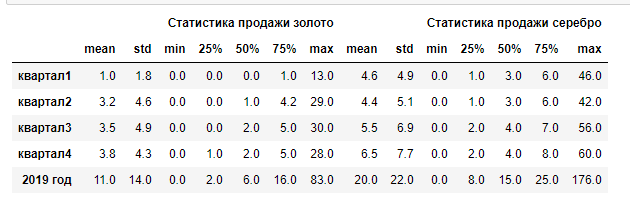 Статистика продажи золото Статистика продажи серебро
mean std min 25% 50% 75% max mean std min 25% 50% 75% max
квартал1 1.0 1.8 0.0 0.0 0.0 1.0 13.0 4.6 4.9 0.0 1.0 3.0 6.0 46.0
квартал2 3.2 4.6 0.0 0.0 1.0 4.2 29.0 4.4 5.1 0.0 1.0 3.0 6.0 42.0
квартал3 3.5 4.9 0.0 0.0 2.0 5.0 30.0 5.5 6.9 0.0 2.0 4.0 7.0 56.0
квартал4 3.8 4.3 0.0 1.0 2.0 5.0 28.0 6.5 7.7 0.0 2.0 4.0 8.0 60.0
2019 год 11.0 14.0 0.0 2.0 6.0 16.0 83.0 20.0 22.0 0.0 8.0 15.0 25.0 176.0